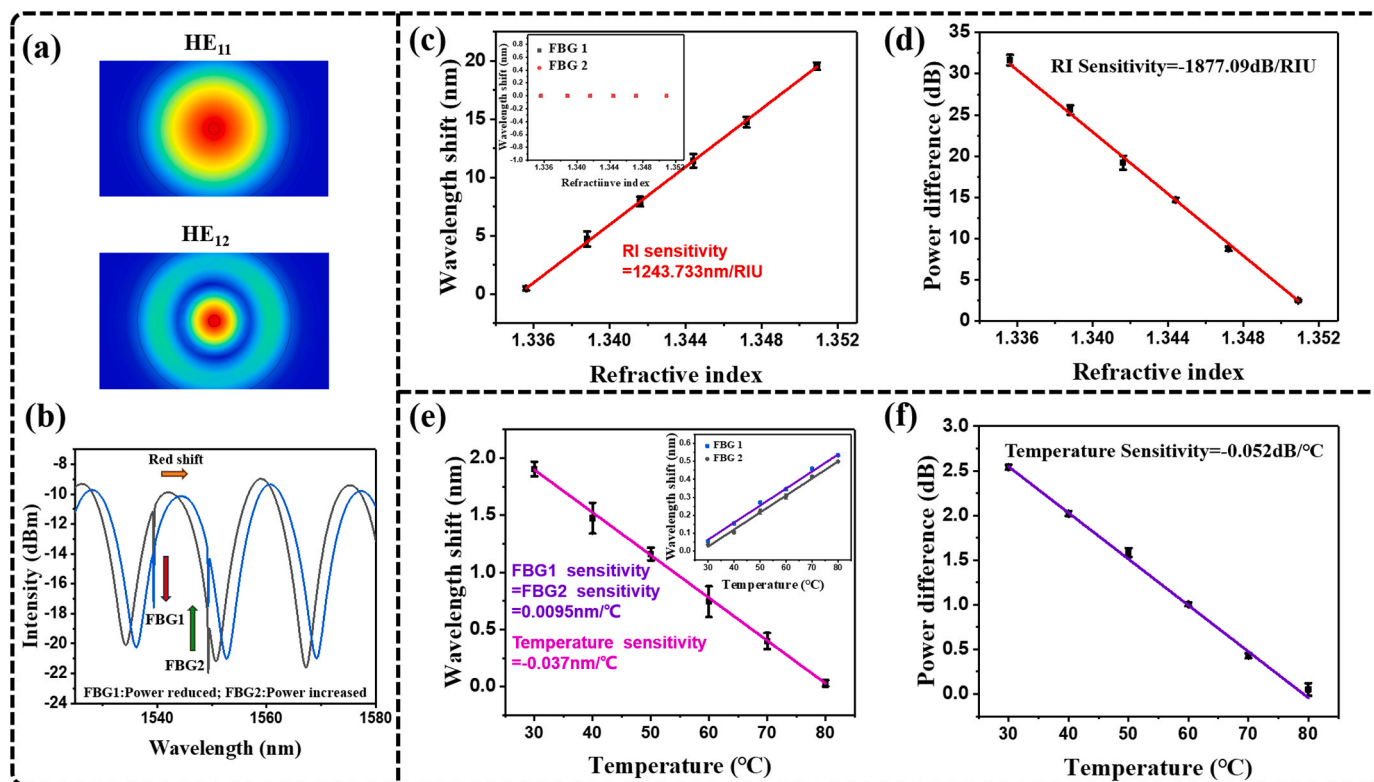 (a)
HE11
HE12
(b)
Red shift
FBG1
FBG2
FBG1:Power reduced; FBG2:Power increased
Intensity (dBm)
-8
-10
-12
-14
-16
-18
-20
-22
-24
1540
1560
1580
Wavelength (nm)
(c)
Wavelength shift (nm)
20
15
10
5
0
1.336
1.340
1.344
1.348
1.352
Refractive index
RI sensitivity
=1243.733nm/RIU
FBG 1
FBG 2
Wavelength shift (nm)
0.8
0.6
0.4
0.2
0.0
-0.2
-0.4
-0.6
-0.8
-1.0
1.336
1.340
1.344
1.348
1.352
Refractiinve index
(d)
RI Sensitivity=-1877.09dB/RIU
Power difference (dB)
35
30
25
20
15
10
5
0
1.336
1.340
1.344
1.348
1.352
Refractive index
(e)
Wavelength shift (nm)
2.0
1.5
1.0
0.5
0.0
30
40
50
60
70
80
Temperature (℃)
FBG1 sensitivity
=FBG2 sensitivity
=0.0095nm/℃
Temperature sensitivity
=-0.037nm/℃
FBG 1
FBG 2
Wavelength shift (nm)
0.6
0.5
0.4
0.3
0.2
0.1
0.0
30
40
50
60
70
80
Temperature (℃)
(f)
Temperature Sensitivity=-0.052dB/℃
Power difference (dB)
3.0
2.5
2.0
1.5
1.0
0.5
0.0
30
40
50
60
70
80
Temperature (℃)